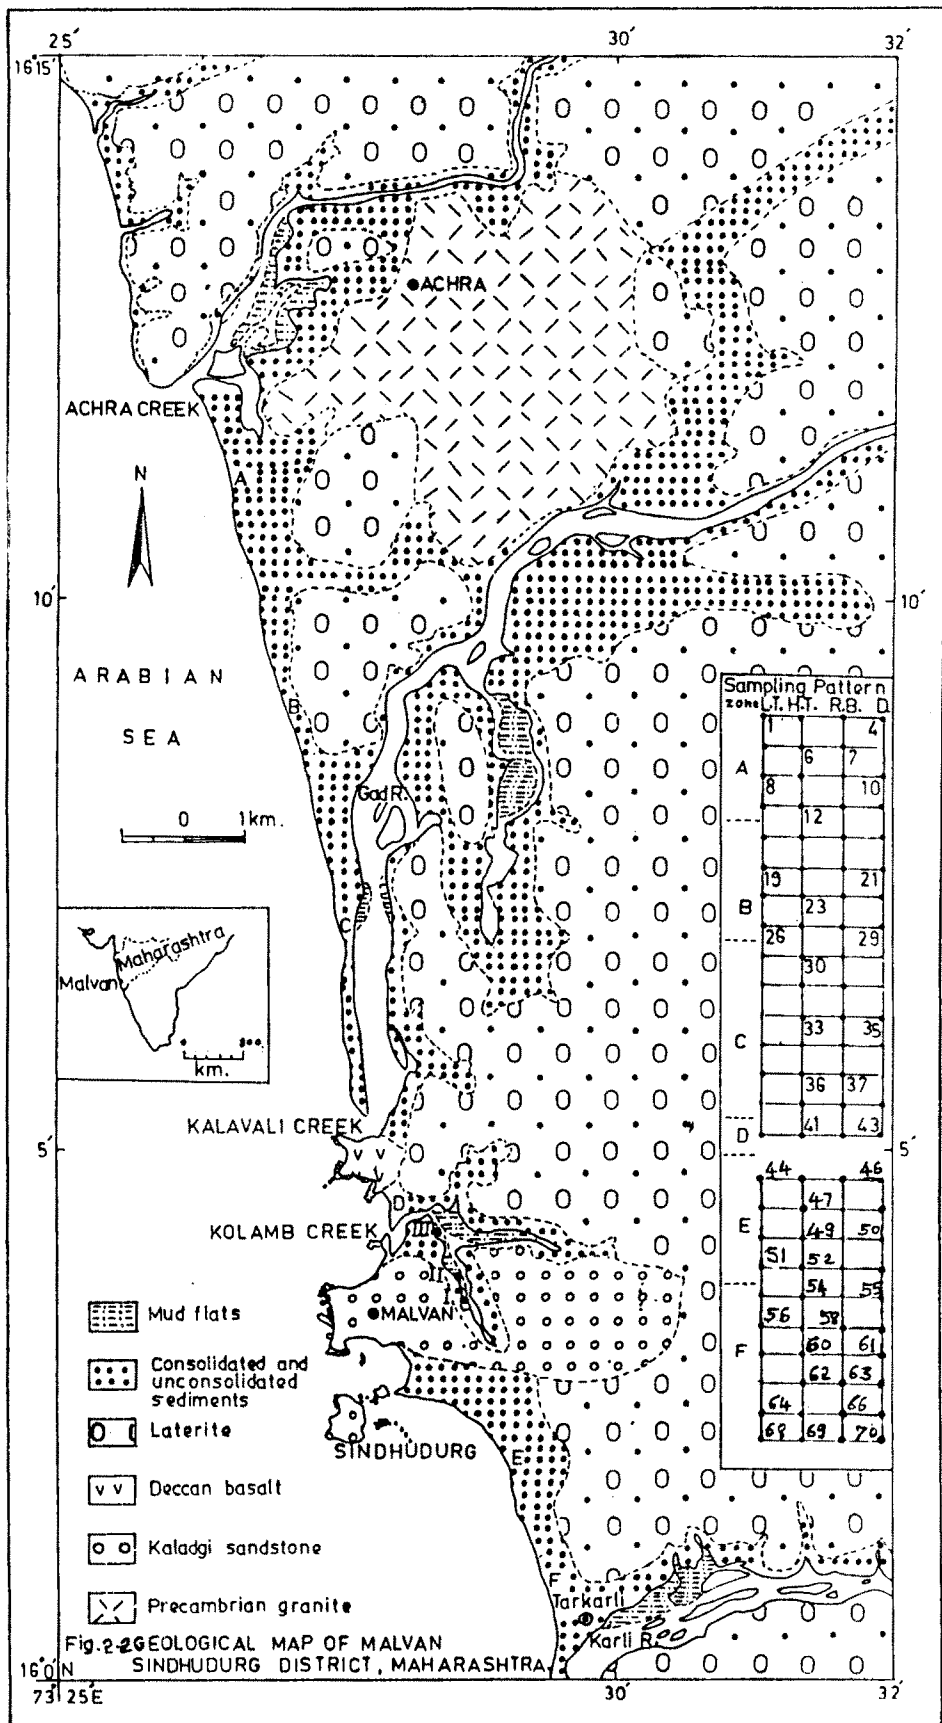 25'
30'
32'
16°15'
ACHRA
ACHRA CREEK
N
A
10'
10'
ARABIAN
SEA
B
Sampling Pattern
zone L.T. H.T. R.B. D.
1 4
6 7
A
8 10
12
19 21
B 23
26 29
30
33 35
C
36 37
41 43
D
44 46
47
E 49 50
51 52
54 55
56 58
F 60 61
62 63
64 66
68 69 70
Gad R.
0 1km.
C
Maharashtra
Malvan
km.
KALAVALI CREEK
5'
5'
D
KOLAMB CREEK
III
II
I
MALVAN
Mud flats
Consolidated and
unconsolidated
sediments
Laterite
SINDHUDURG
E
Deccan basalt
Kaladgi sandstone
F
Tarkarli
Precambrian granite
Karli R.
Fig.2-2 GEOLOGICAL MAP OF MALVAN
SINDHUDURG DISTRICT, MAHARASHTRA
16°0'N
73°25'E
30'
32'